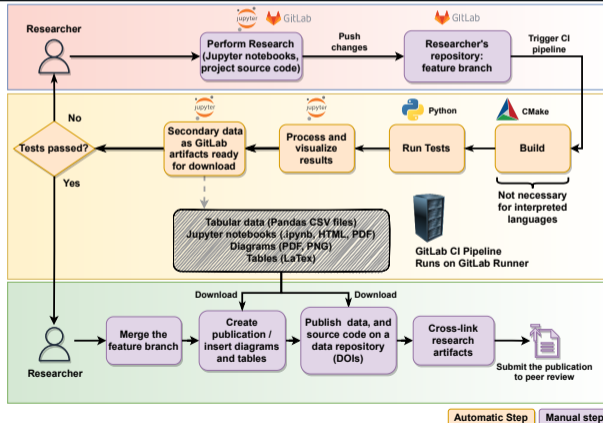 Researcher
jupyter
GitLab
Perform Research
(Jupyter notebooks,
project source code)
Push
changes
GitLab
Researcher's
repository:
feature branch
Trigger CI
pipeline
No
Tests passed?
Yes
jupyter
Secondary data
as GitLab
artifacts ready
for download
jupyter
Process and
visualize
results
Python
Run Tests
CMake
Build
Not necessary
for interpreted
languages
GitLab CI Pipeline
Runs on GitLab Runner
Tabular data (Pandas CSV files)
Jupyter notebooks (.ipynb, HTML, PDF)
Diagrams (PDF, PNG)
Tables (LaTex)
Download
Download
Researcher
Merge the
feature branch
Create
publication /
insert diagrams
and tables
Publish data, and
source code on a
data repository
(DOIs)
Cross-link
research
artifacts
Submit the publication
to peer review
Automatic Step
Manual step